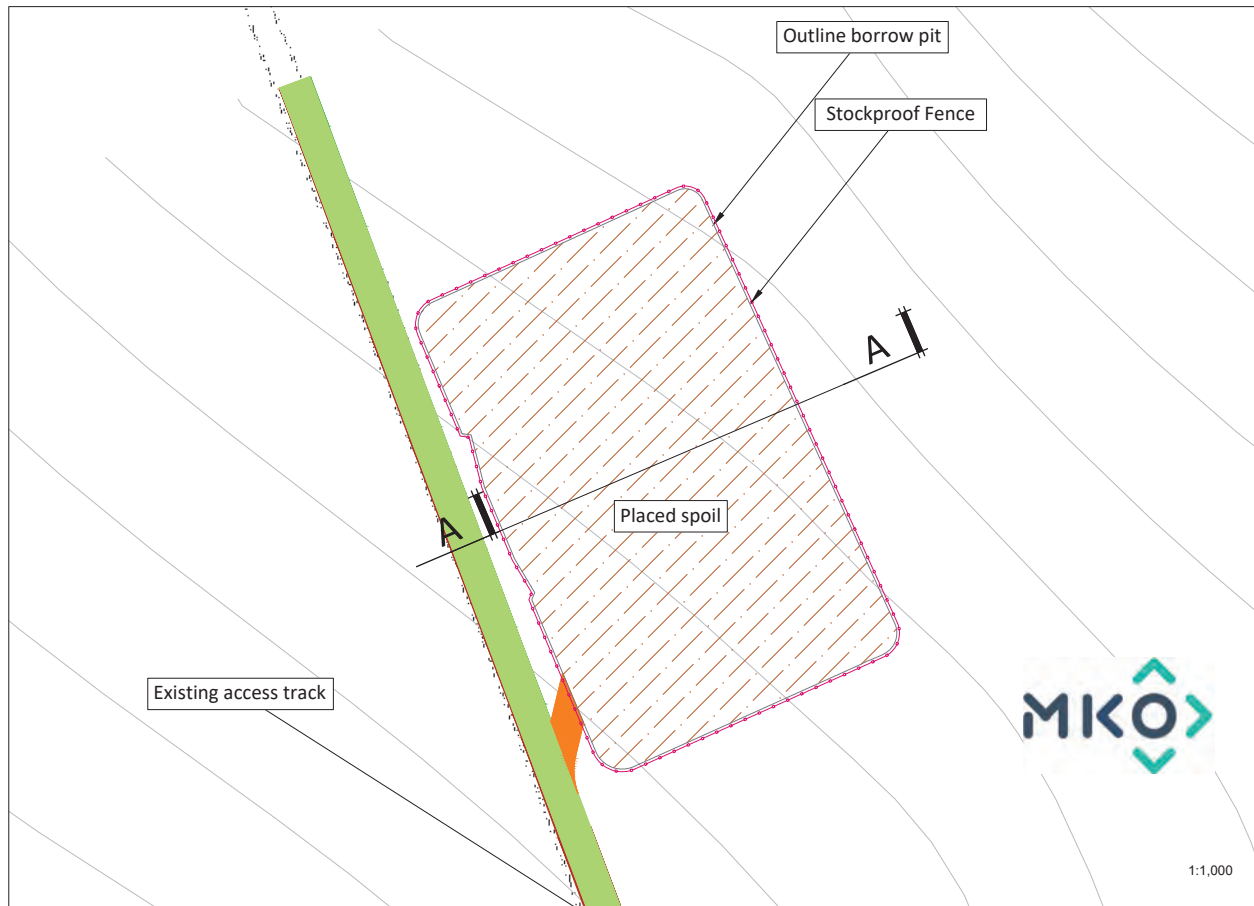 Outline borrow pit
Stockproof Fence
A
A
Placed spoil
Existing access track
MKO
1:1,000